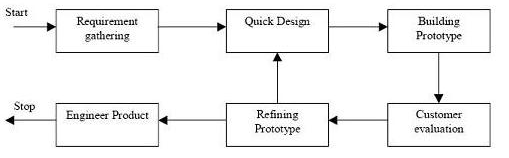 Start
Requirement
gathering
Quick Design
Building
Prototype
Stop
Engineer Product
Refining
Prototype
Customer
evaluation